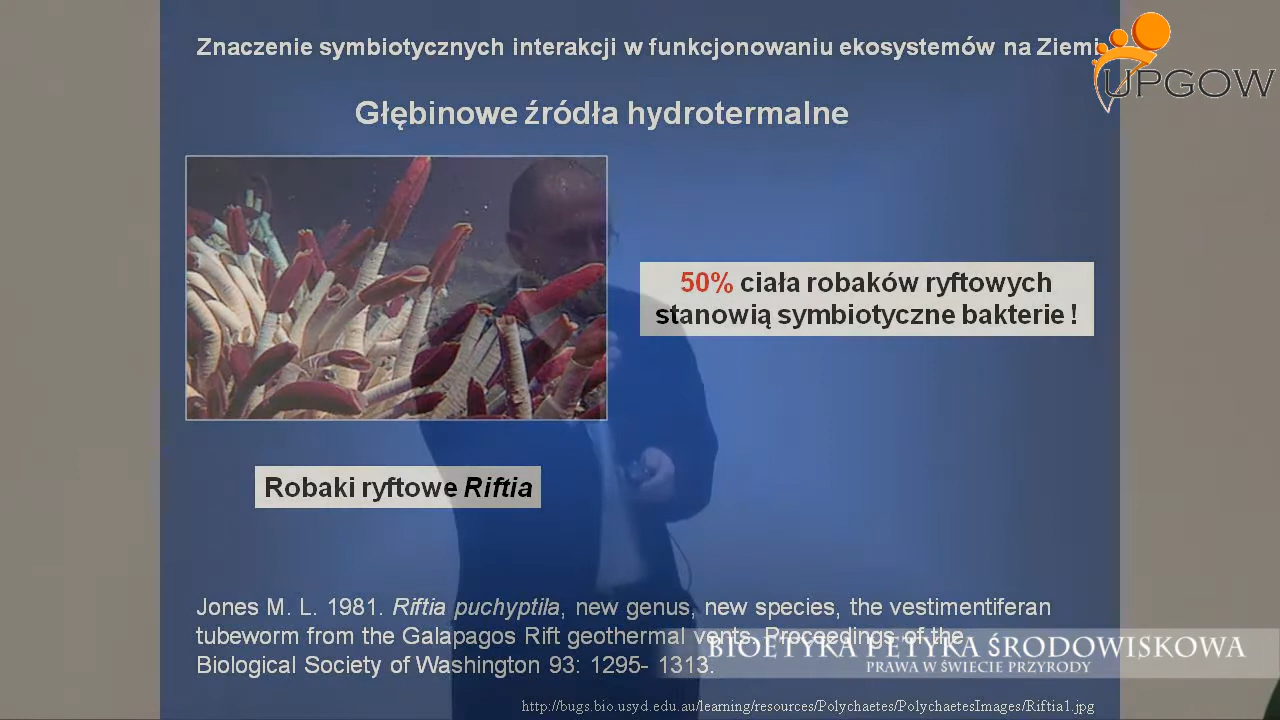 Znaczenie symbiotycznych interakcji w funkcjonowaniu ekosystemów na Ziemi
UPGOW
Głębinowe źródła hydrotermalne
50% ciała robaków ryftowych
stanowią symbiotyczne bakterie !
Robaki ryftowe Riftia
Jones M. L. 1981. Riftia puchyptila, new genus, new species, the vestimentiferan
tubeworm from the Galapagos Rift geothermal vents. Proceedings of the
Biological Society of Washington 93: 1295- 1313.
BIOETYKA I ETYKA ŚRODOWISKOWA
PRAWA W ŚWIECIE PRZYRODY
http://bugs.bio.usyd.edu.au/learning/resources/Polychaetes/PolychaetesImages/Riftia1.jpg